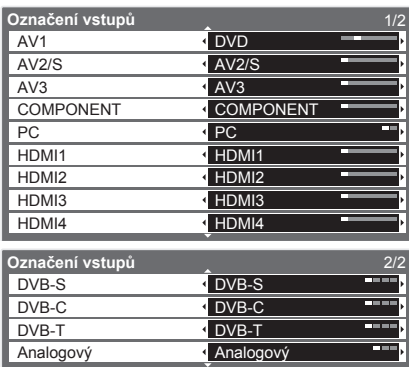 Označení vstupů 1/2
AV1 DVD
AV2/S AV2/S
AV3 AV3
COMPONENT COMPONENT
PC PC
HDMI1 HDMI1
HDMI2 HDMI2
HDMI3 HDMI3
HDMI4 HDMI4
Označení vstupů 2/2
DVB-S DVB-S
DVB-C DVB-C
DVB-T DVB-T
Analogový Analogový